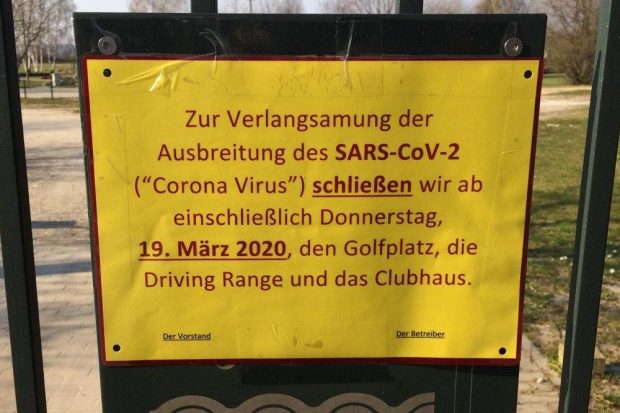 Zur Verlangsamung der
Ausbreitung des SARS-CoV-2
("Corona Virus") schließen wir ab
einschließlich Donnerstag,
19. März 2020, den Golfplatz, die
Driving Range und das Clubhaus.
Der Vorstand Der Betreiber